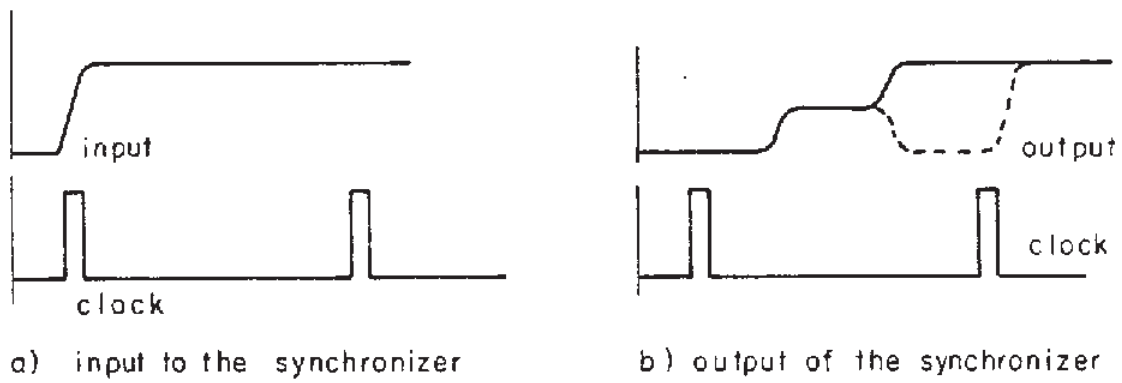 input
clock
a) input to the synchronizer
output
clock
b) output of the synchronizer